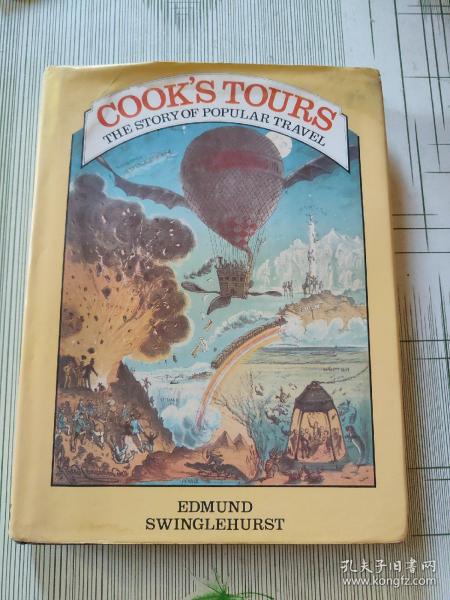 COOK'S TOURS
THE STORY OF POPULAR TRAVEL
EDMUND
SWINGLEHURST
孔夫子旧书网
www.kongfz.com